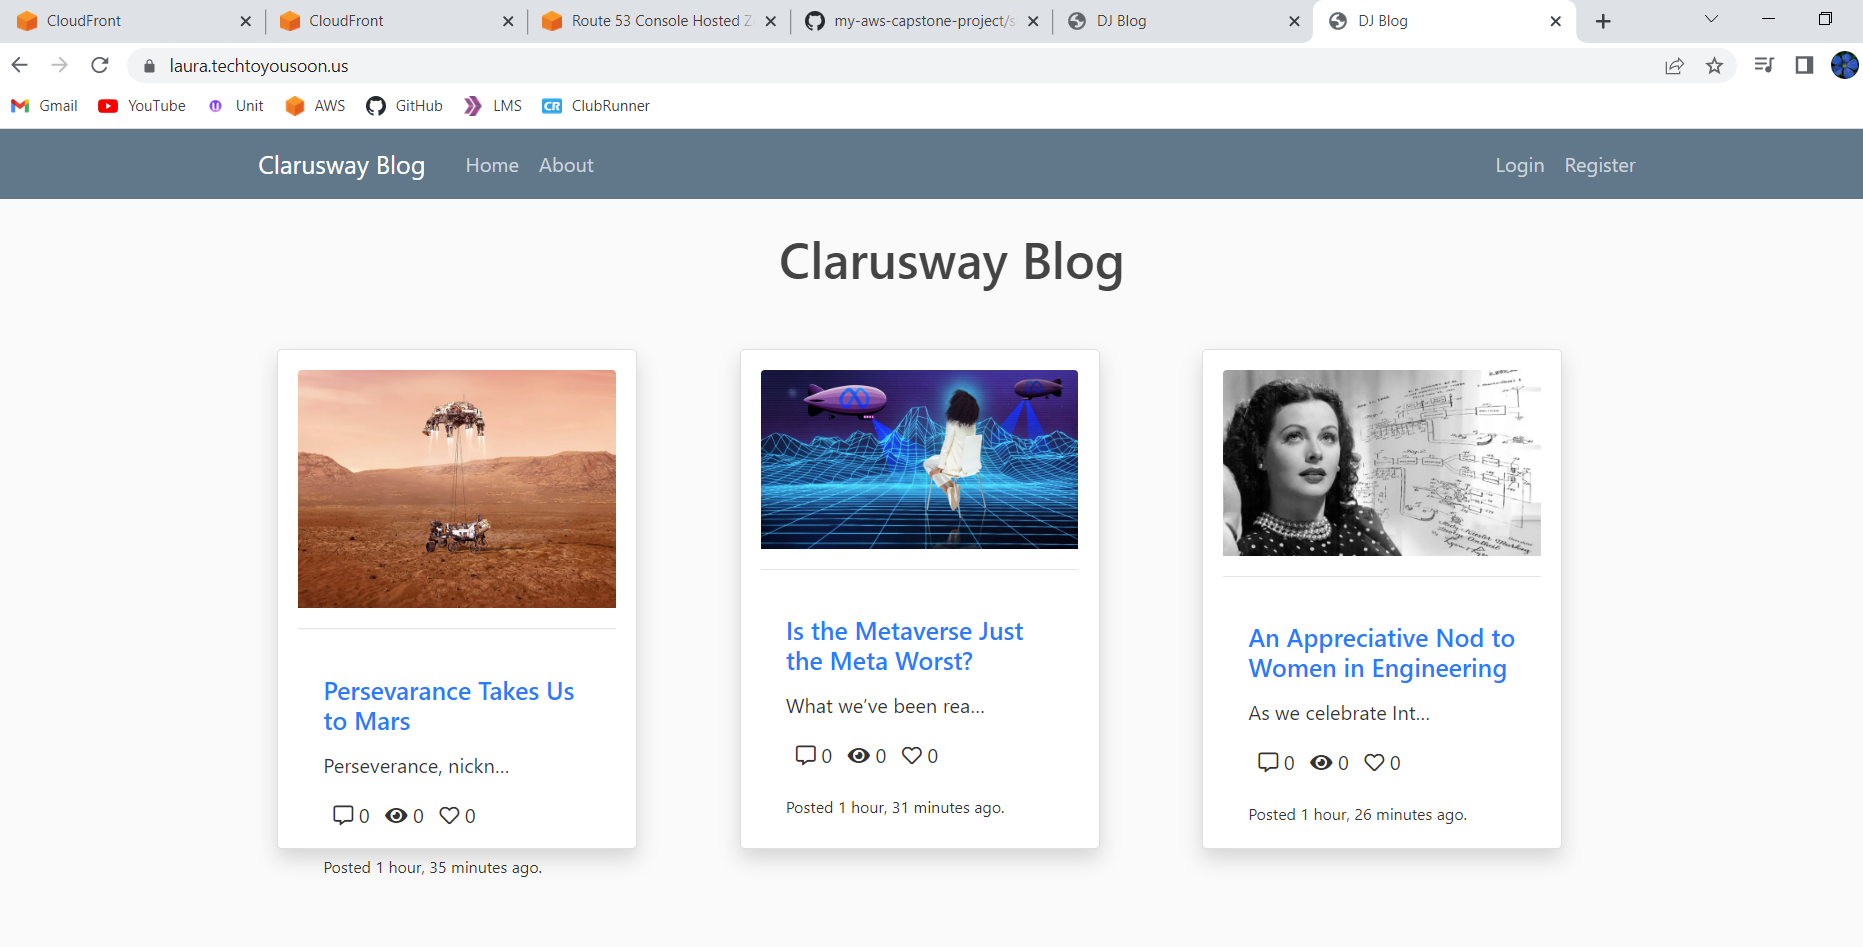 CloudFront
CloudFront
Route 53 Console Hosted Z
my-aws-capstone-project/s
DJ Blog
DJ Blog
laura.techtoyousoon.us
Gmail
YouTube
Unit
AWS
GitHub
CR
LMS
ClubRunner
Clarusway Blog
Home
About
Login
Register
Clarusway Blog
Persevarance Takes Us
to Mars
Perseverance, nickn...
0 0 0
Posted 1 hour, 35 minutes ago.
Is the Metaverse Just
the Meta Worst?
What we’ve been rea...
0 0 0
Posted 1 hour, 31 minutes ago.
An Appreciative Nod to
Women in Engineering
As we celebrate Int...
0 0 0
Posted 1 hour, 26 minutes ago.